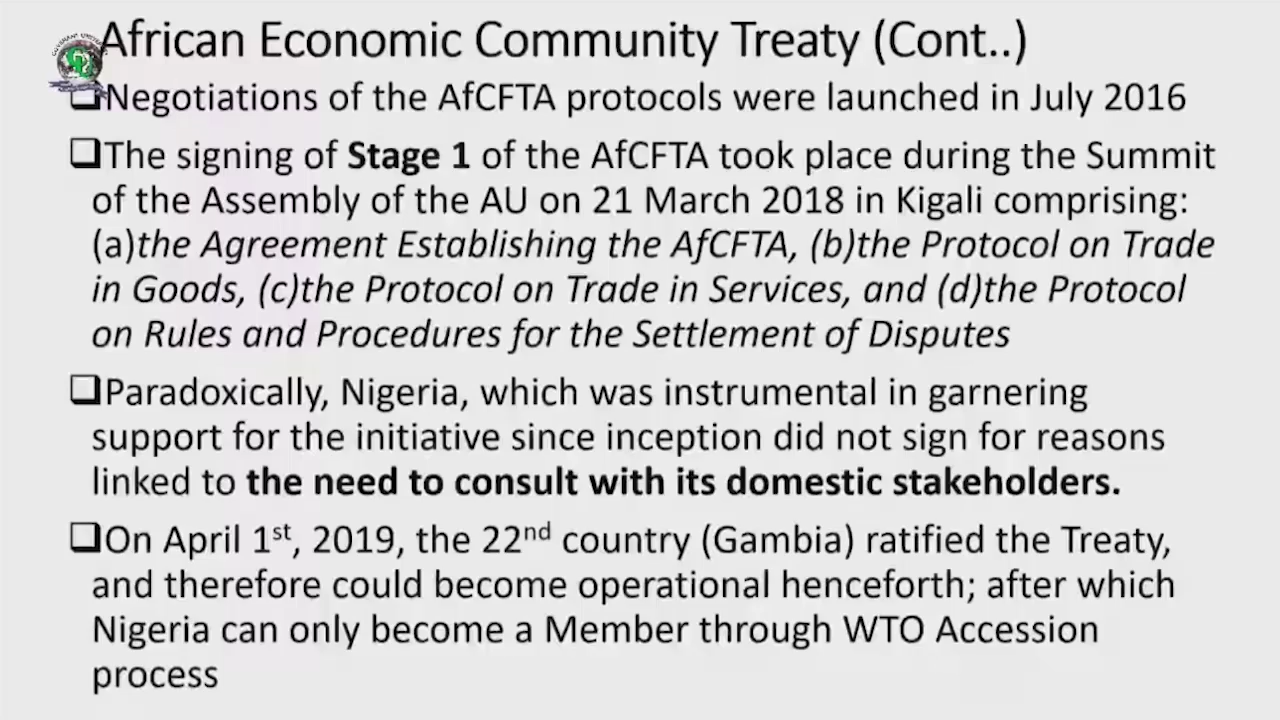 African Economic Community Treaty (Cont..)
❑Negotiations of the AfCFTA protocols were launched in July 2016
❑The signing of Stage 1 of the AfCFTA took place during the Summit
of the Assembly of the AU on 21 March 2018 in Kigali comprising:
(a)the Agreement Establishing the AfCFTA, (b)the Protocol on Trade
in Goods, (c)the Protocol on Trade in Services, and (d)the Protocol
on Rules and Procedures for the Settlement of Disputes
❑Paradoxically, Nigeria, which was instrumental in garnering
support for the initiative since inception did not sign for reasons
linked to the need to consult with its domestic stakeholders.
❑On April 1st, 2019, the 22nd country (Gambia) ratified the Treaty,
and therefore could become operational henceforth; after which
Nigeria can only become a Member through WTO Accession
process